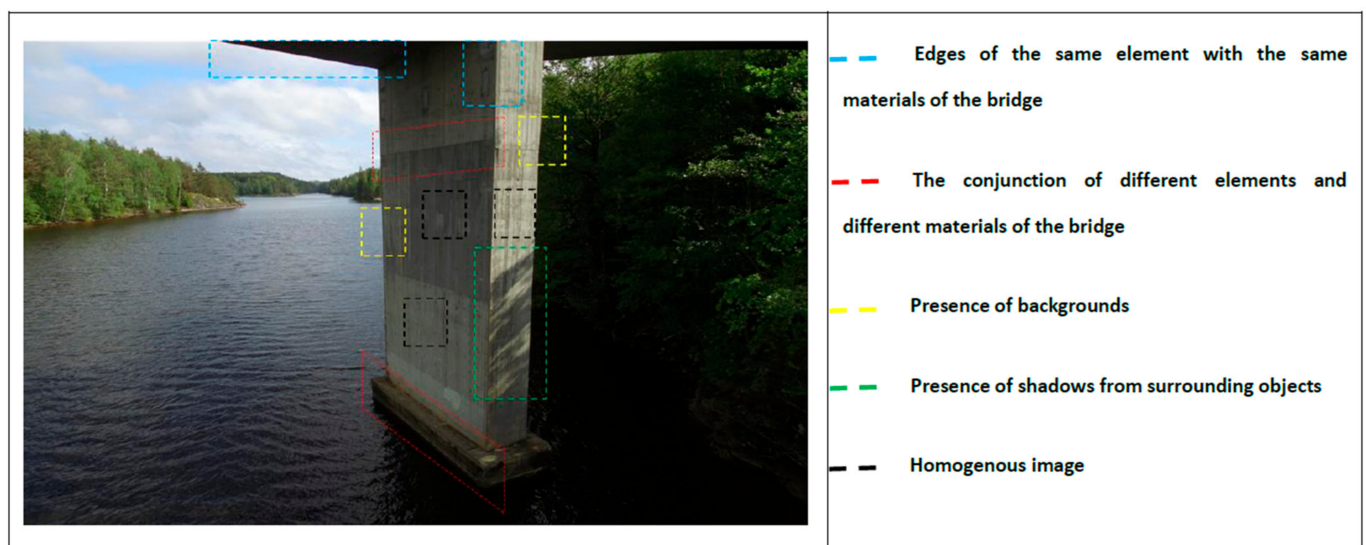 Edges of the same element with the same
materials of the bridge
The conjunction of different elements and
different materials of the bridge
Presence of backgrounds
Presence of shadows from surrounding objects
Homogenous image